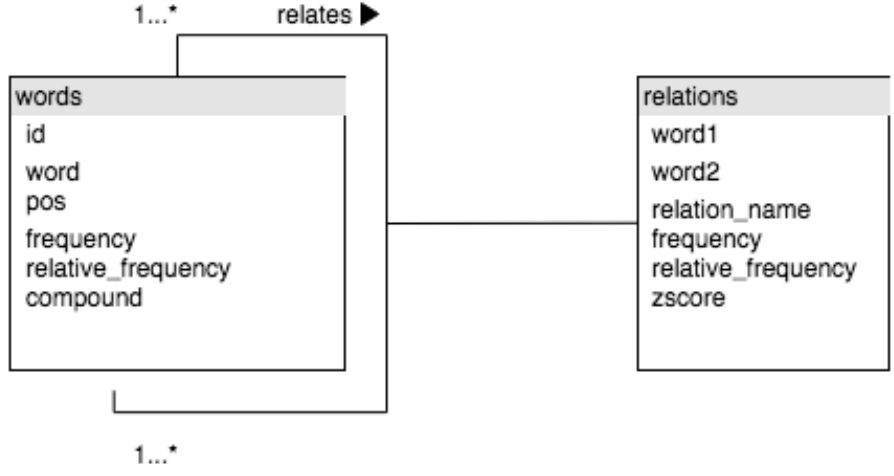 1...*
relates ▶
words
id
word
pos
frequency
relative_frequency
compound
relations
word1
word2
relation_name
frequency
relative_frequency
zscore
1...*